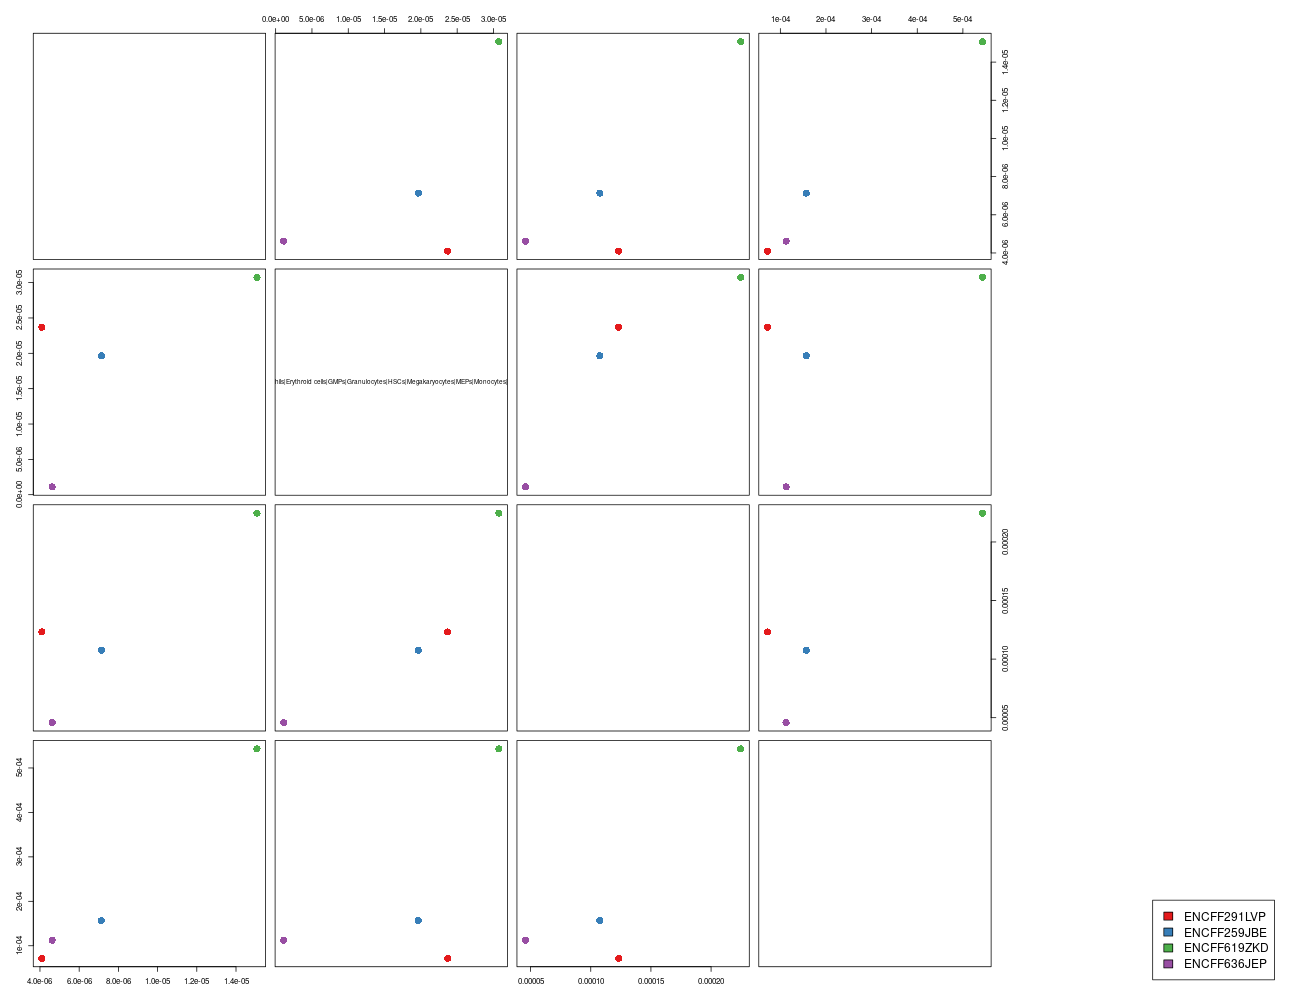 0.0e+00 5.0e-06 1.0e-05 1.5e-05 2.0e-05 2.5e-05 3.0e-05
1e-04 2e-04 3e-04 4e-04 5e-04
4.0e-06 6.0e-06 8.0e-06 1.0e-05 1.2e-05 1.4e-05
0.0e+00 5.0e-06 1.0e-05 1.5e-05 2.0e-05 2.5e-05 3.0e-05
hils|Erythroid cells|GMPs|Granulocytes|HSCs|Megakaryocytes|MEPs|Monocytes|
0.00005 0.00010 0.00015 0.00020
1e-04 2e-04 3e-04 4e-04 5e-04
4.0e-06 6.0e-06 8.0e-06 1.0e-05 1.2e-05 1.4e-05
0.00005 0.00010 0.00015 0.00020
ENCFF291LVP
ENCFF259JBE
ENCFF619ZKD
ENCFF636JEP